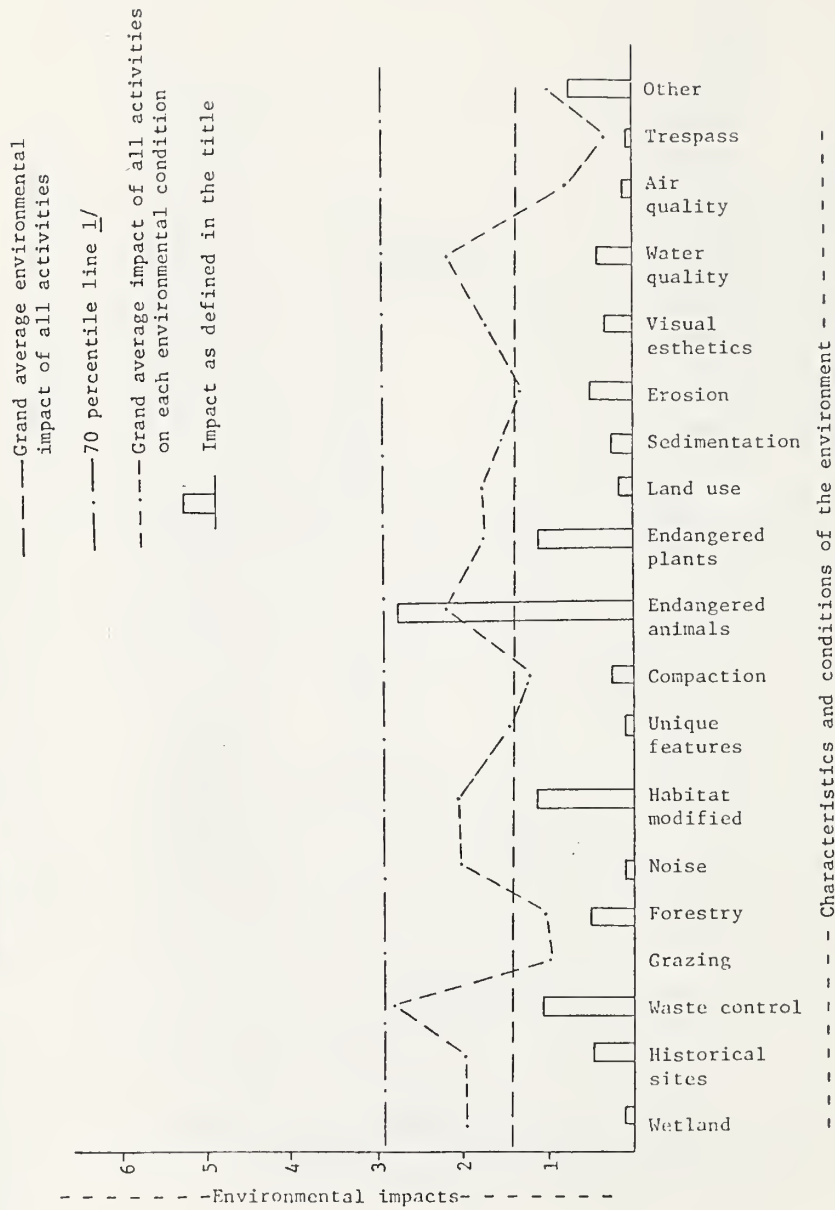 — — —Grand average environmental
impact of all activities
— . —70 percentile line 1/
- - . - -Grand average impact of all activities
on each environmental condition
Impact as defined in the title
6
5
4
3
2
1
- - - - - - - -Environmental impacts- - - - - - -
Wetland
Historical
sites
Waste control
Grazing
Forestry
Noise
Habitat
modified
Unique
features
Compaction
Endangered
animals
Endangered
plants
Land use
Sedimentation
Erosion
Visual
esthetics
Water
quality
Air
quality
Trespass
Other
- - - - - - Characteristics and conditions of the environment - - - - - -